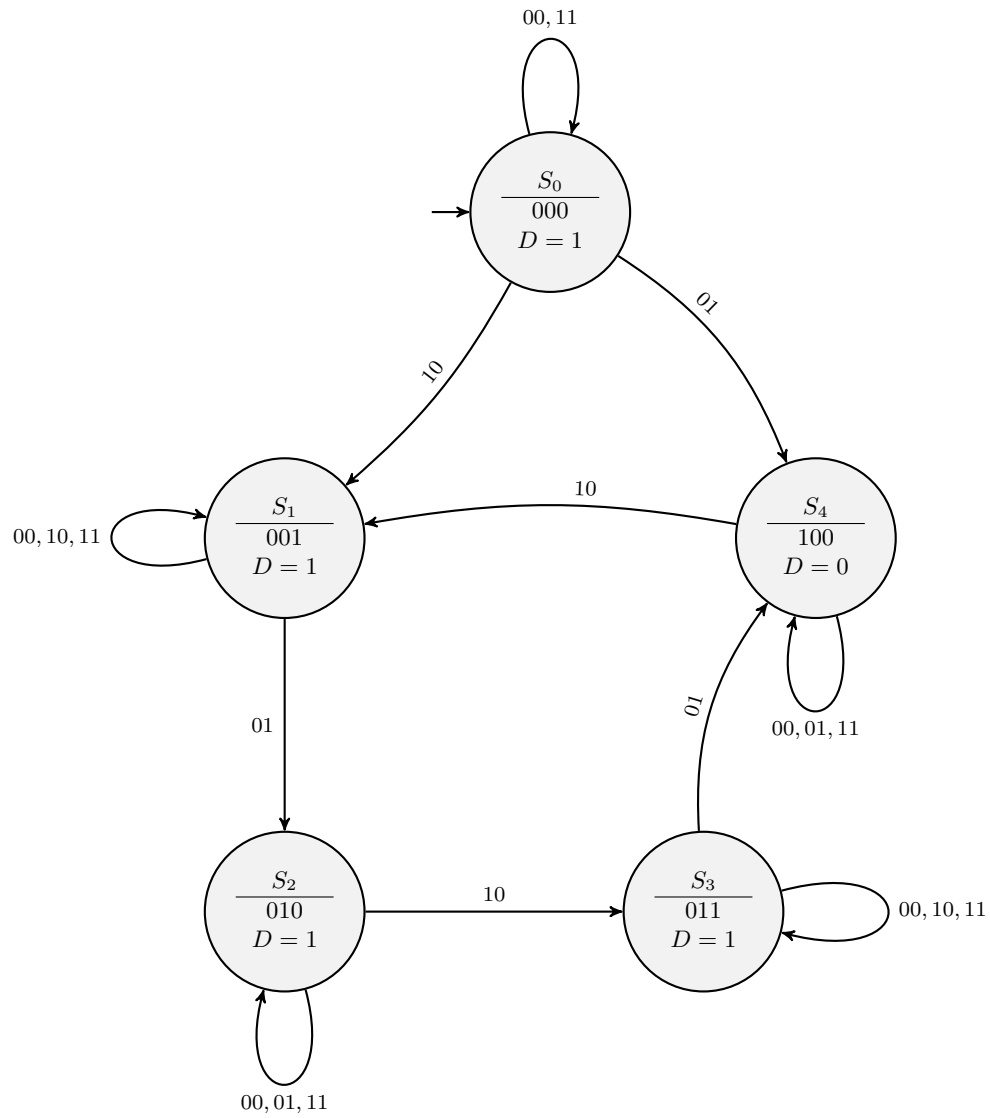 00, 11
S₀
000
D = 1
01
10
10
S₁
001
D = 1
S₄
100
D = 0
00, 10, 11
01
01
00, 01, 11
S₂
010
D = 1
10
S₃
011
D = 1
00, 10, 11
00, 01, 11